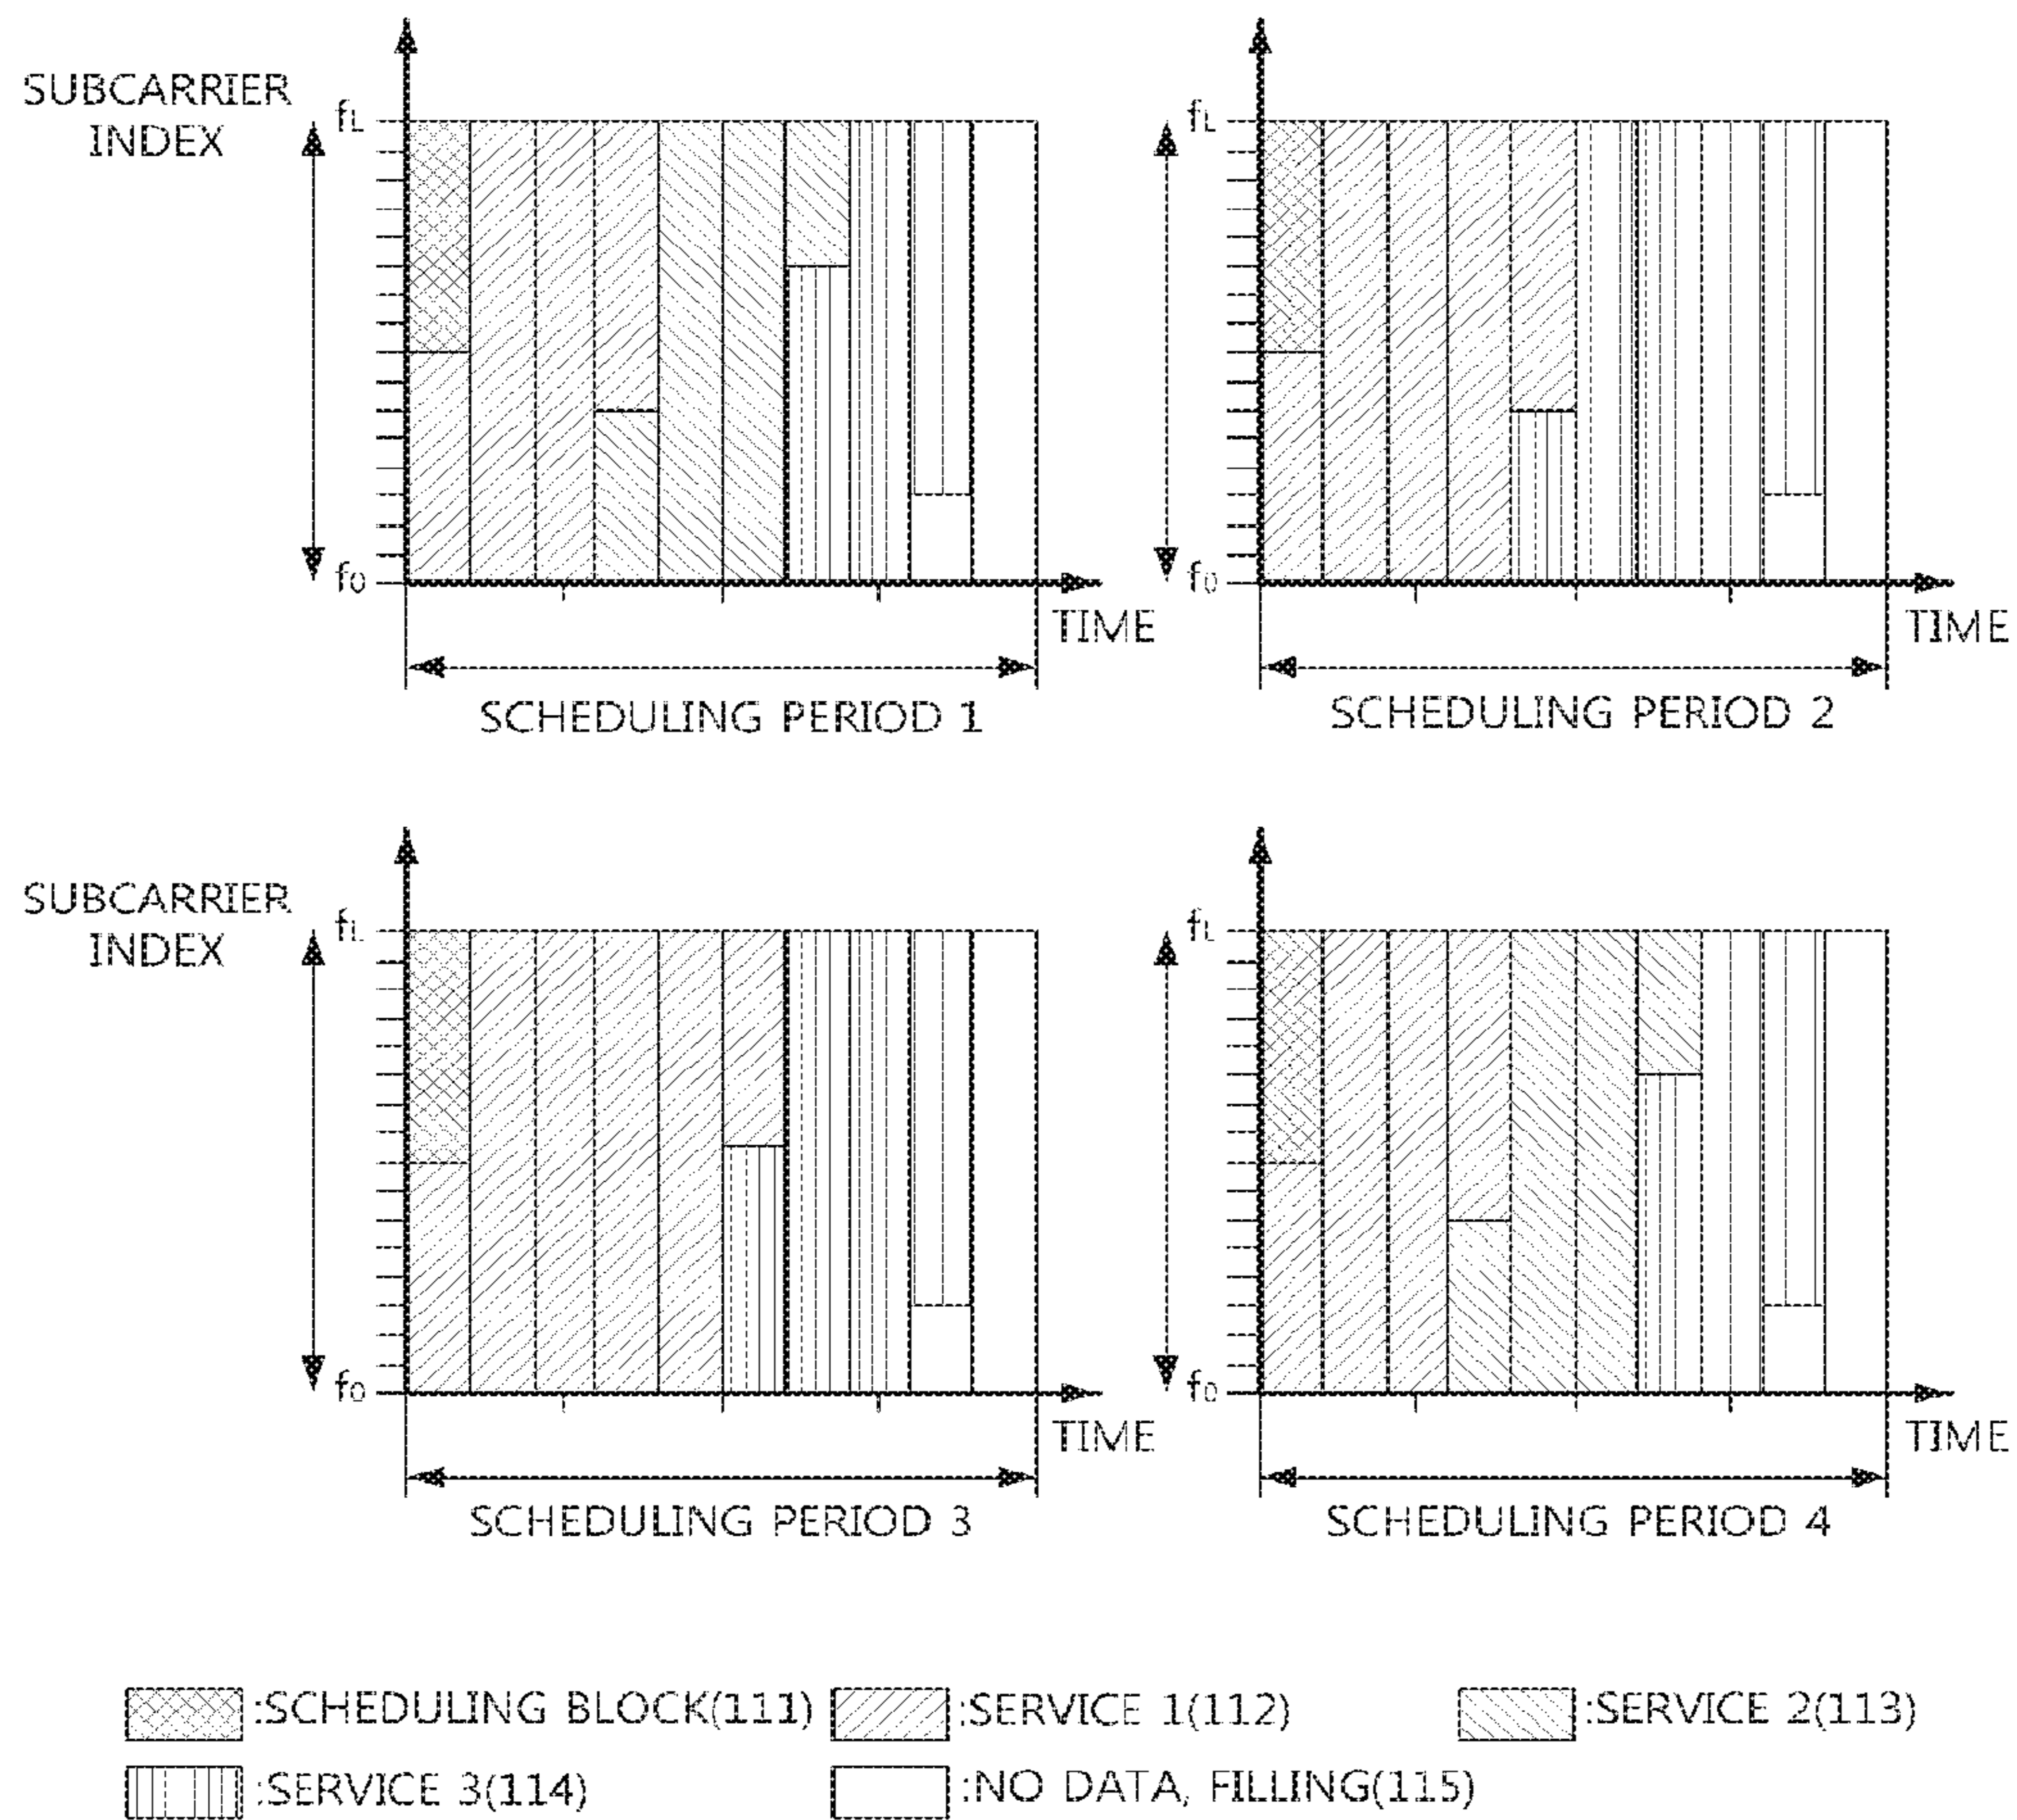 SUBCARRIER
INDEX
fL
f0
TIME
SCHEDULING PERIOD 1
fL
f0
TIME
SCHEDULING PERIOD 2
SUBCARRIER
INDEX
fL
f0
TIME
SCHEDULING PERIOD 3
fL
f0
TIME
SCHEDULING PERIOD 4
:SCHEDULING BLOCK(111) :SERVICE 1(112) :SERVICE 2(113)
:SERVICE 3(114) :NO DATA, FILLING(115)